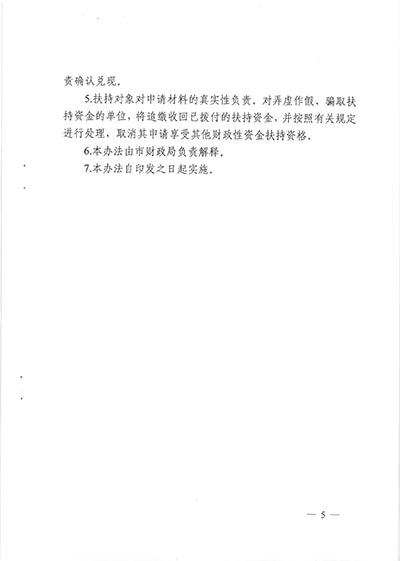 责确认兑现。
5.扶持对象对申请材料的真实性负责，对弄虚作假、骗取扶
持资金的单位，将追缴收回已拨付的扶持资金，并按照有关规定
进行处理，取消其申请享受其他财政性资金扶持资格。
6.本办法由市财政局负责解释。
7.本办法自印发之日起实施。
— 5 —